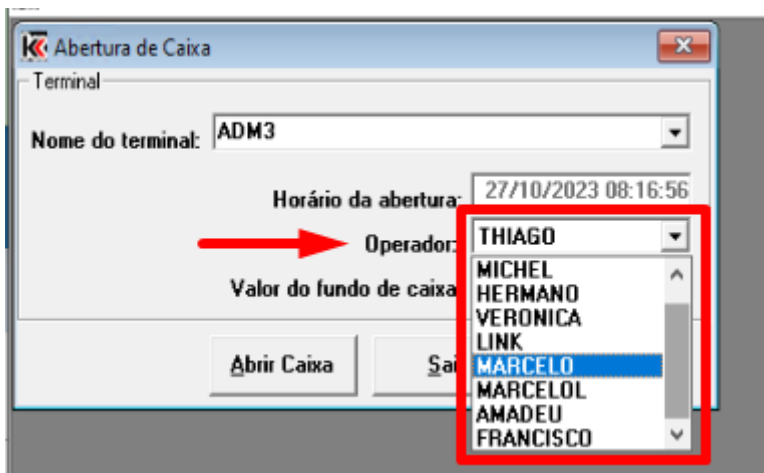 Abertura de Caixa
Terminal
Nome do terminal: ADM3
Horário da abertura: 27/10/2023 08:16:56
Operador: THIAGO
MICHEL
Valor do fundo de caixa
HERMANO
VERONICA
LINK
Abrir Caixa
Sai
MARCELO
MARCELOL
AMADEU
FRANCISCO